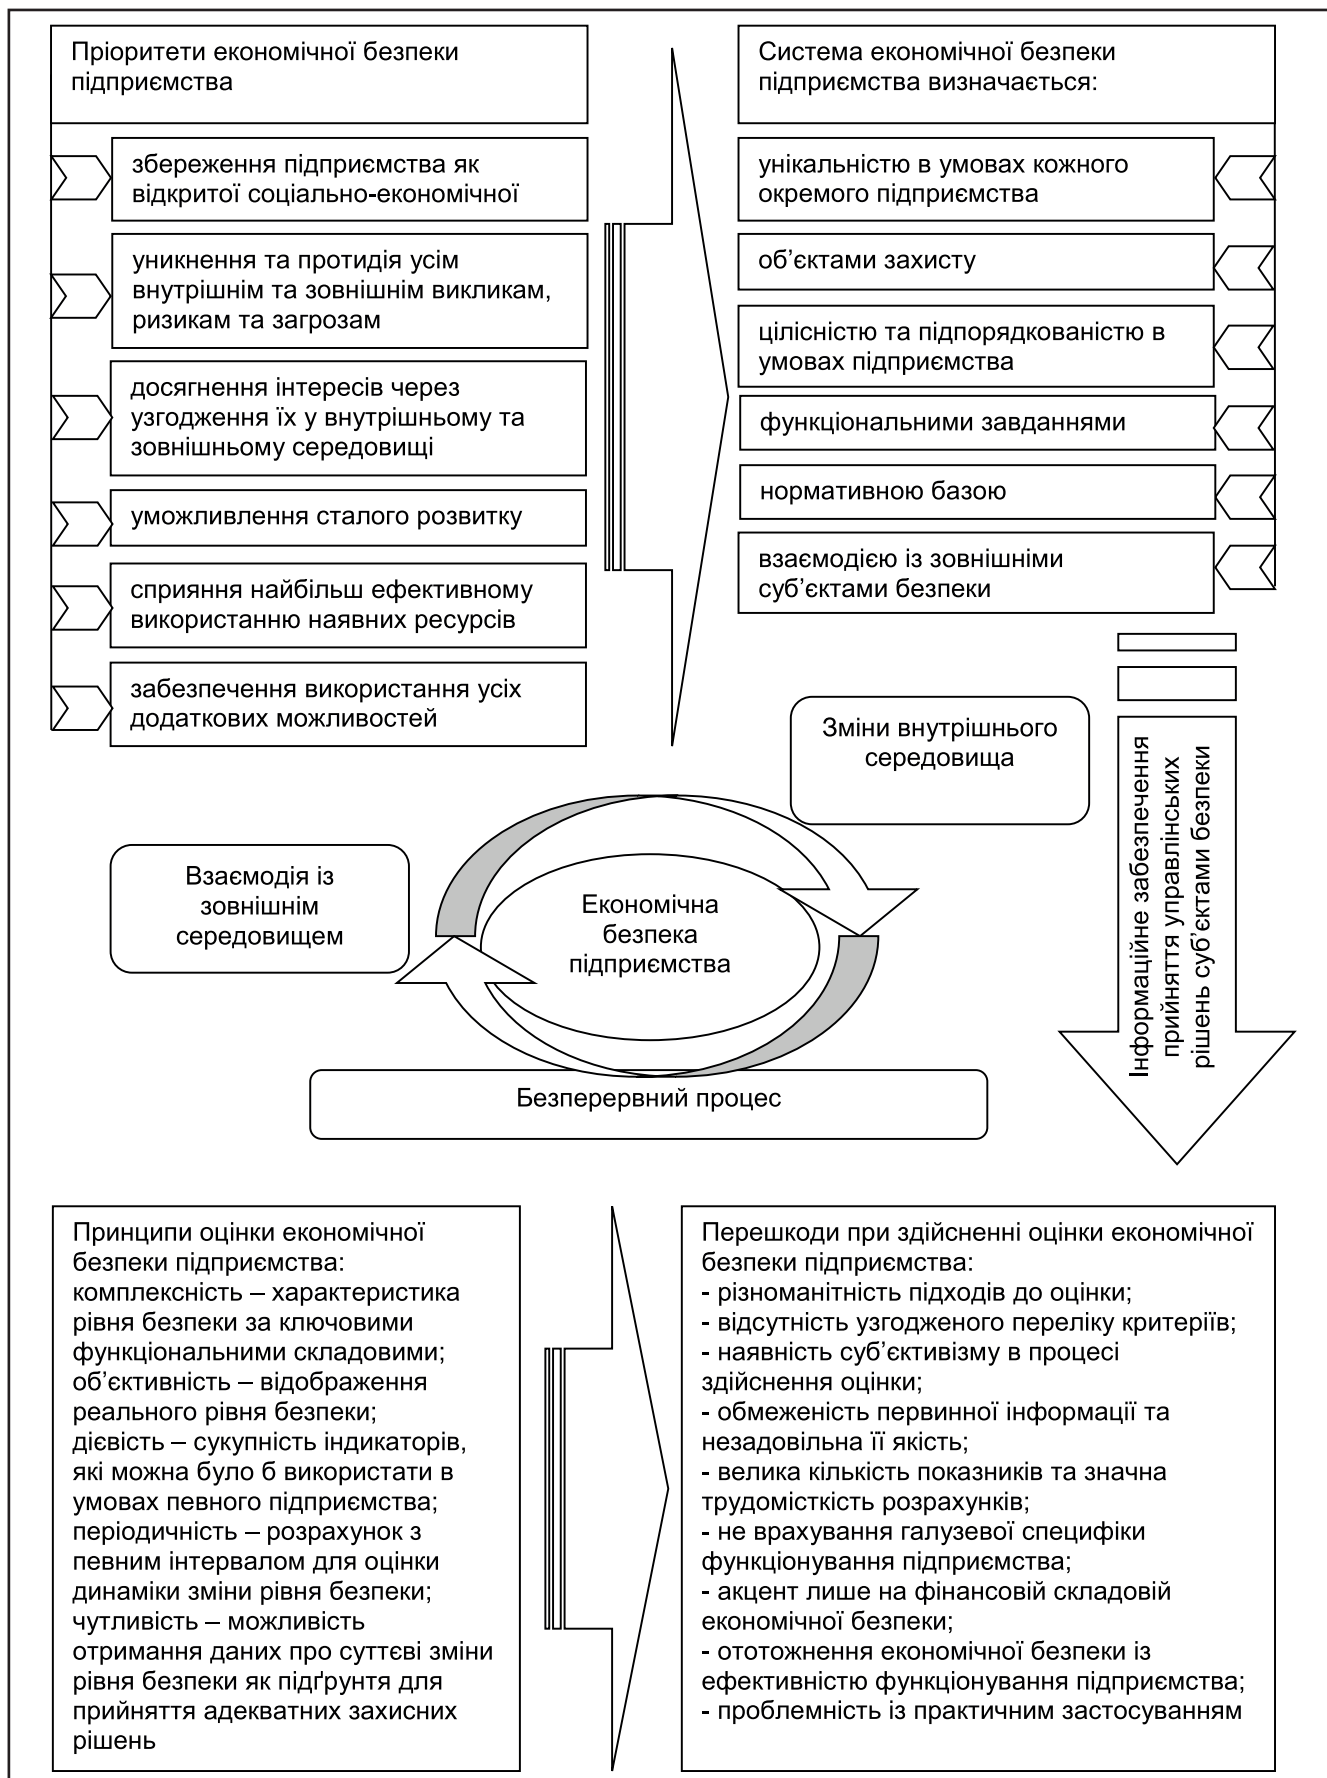 Пріоритети економічної безпеки
підприємства
збереження підприємства як
відкритої соціально-економічної
уникнення та протидія усім
внутрішнім та зовнішнім викликам,
ризикам та загрозам
досягнення інтересів через
узгодження їх у внутрішньому та
зовнішньому середовищі
уможливлення сталого розвитку
сприяння найбільш ефективному
використанню наявних ресурсів
забезпечення використання усіх
додаткових можливостей
Система економічної безпеки
підприємства визначається:
унікальністю в умовах кожного
окремого підприємства
об’єктами захисту
цілісністю та підпорядкованістю в
умовах підприємства
функціональними завданнями
нормативною базою
взаємодією із зовнішніми
суб’єктами безпеки
Зміни внутрішнього
середовища
Взаємодія із
зовнішнім
середовищем
Економічна
безпека
підприємства
Безперервний процес
Інформаційне забезпечення
прийняття управлінських
рішень суб’єктами безпеки
Принципи оцінки економічної
безпеки підприємства:
комплексність – характеристика
рівня безпеки за ключовими
функціональними складовими;
об’єктивність – відображення
реального рівня безпеки;
дієвість – сукупність індикаторів,
які можна було б використати в
умовах певного підприємства;
періодичність – розрахунок з
певним інтервалом для оцінки
динаміки зміни рівня безпеки;
чутливість – можливість
отримання даних про суттєві зміни
рівня безпеки як підґрунтя для
прийняття адекватних захисних
рішень
Перешкоди при здійсненні оцінки економічної
безпеки підприємства:
- різноманітність підходів до оцінки;
- відсутність узгодженого переліку критеріїв;
- наявність суб’єктивізму в процесі
здійснення оцінки;
- обмеженість первинної інформації та
незадовільна її якість;
- велика кількість показників та значна
трудомісткість розрахунків;
- не врахування галузевої специфіки
функціонування підприємства;
- акцент лише на фінансовій складовій
економічної безпеки;
- ототожнення економічної безпеки із
ефективністю функціонування підприємства;
- проблемність із практичним застосуванням